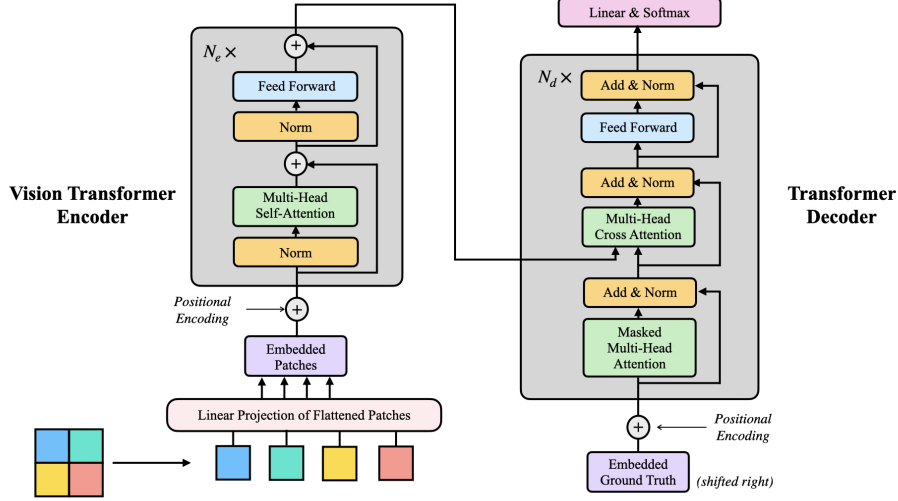 Linear & Softmax
N_e ×
Feed Forward
Norm
+
Multi-Head
Self-Attention
Norm
Vision Transformer
Encoder
Positional
Encoding
+
Embedded
Patches
Linear Projection of Flattened Patches
N_d ×
Add & Norm
Feed Forward
Add & Norm
Multi-Head
Cross Attention
Add & Norm
Masked
Multi-Head
Attention
Transformer
Decoder
+
Positional
Encoding
Embedded
Ground Truth
(shifted right)
+